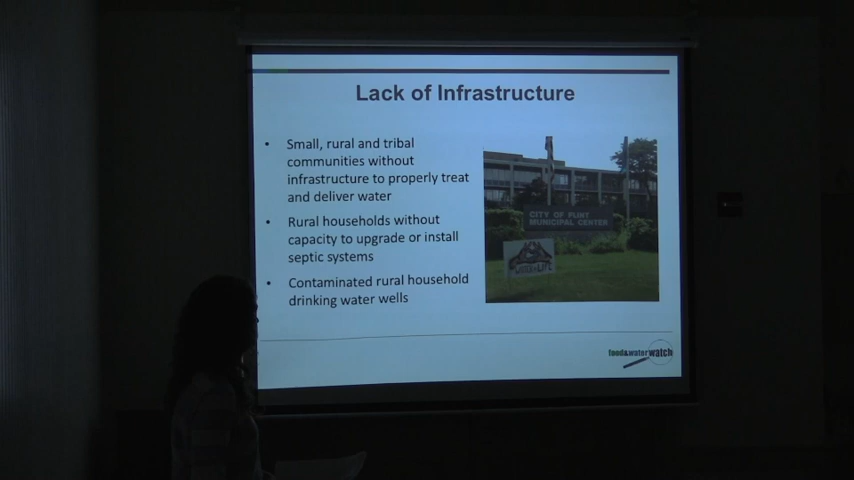 Lack of Infrastructure
• Small, rural and tribal
communities without
infrastructure to properly treat
and deliver water
• Rural households without
capacity to upgrade or install
septic systems
• Contaminated rural household
drinking water wells
CITY OF FLINT
MUNICIPAL CENTER
WATER LIFE
food&waterwatch